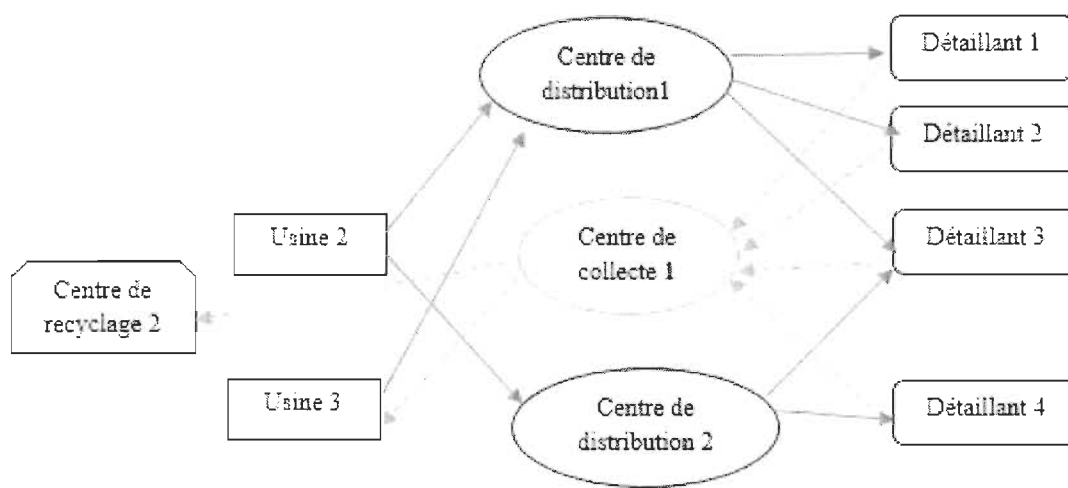 Centre de
distribution1
Détaillant 1
Détaillant 2
Usine 2
Centre de
collecte 1
Détaillant 3
Centre de
recyclage 2
Usine 3
Centre de
distribution 2
Détaillant 4